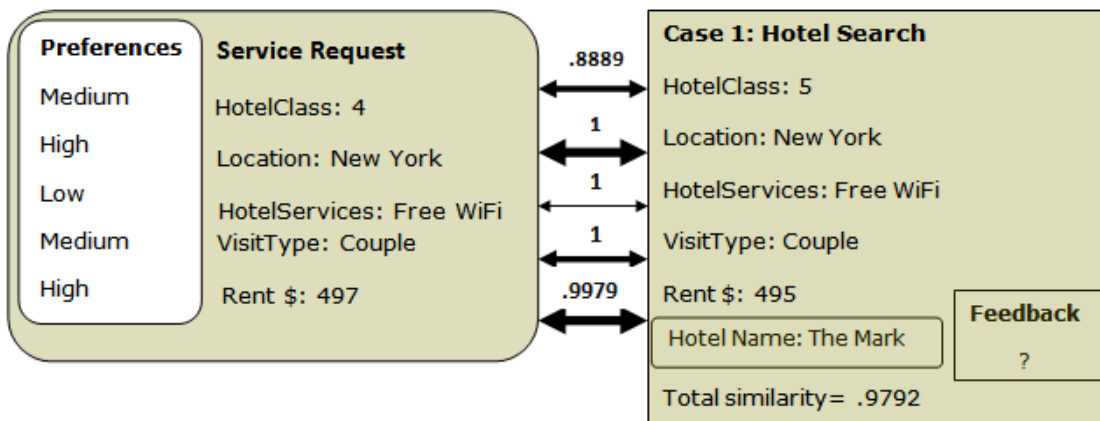 Preferences
Medium
High
Low
Medium
High
Service Request
HotelClass: 4
Location: New York
HotelServices: Free WiFi
VisitType: Couple
Rent $: 497
.8889
1
1
1
.9979
Case 1: Hotel Search
HotelClass: 5
Location: New York
HotelServices: Free WiFi
VisitType: Couple
Rent $: 495
Hotel Name: The Mark
Total similarity= .9792
Feedback
?